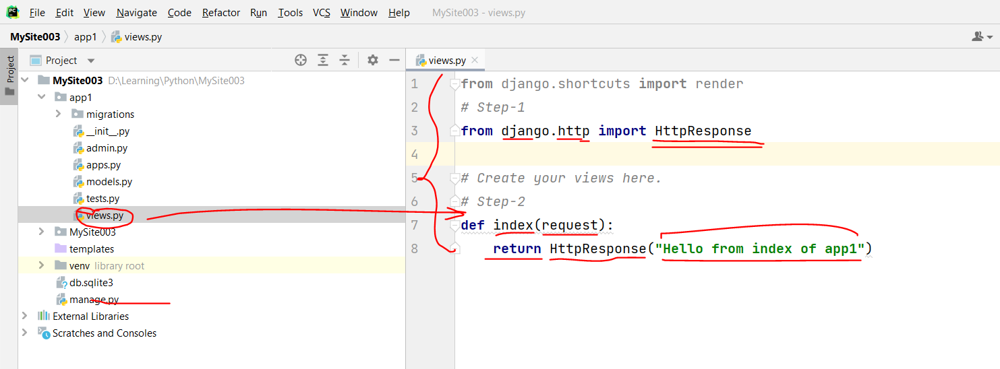 PC File Edit View Navigate Code Refactor Run Tools VCS Window Help MySite003 - views.py
MySite003 app1 views.py
Project
Project
MySite003 D:\Learning\Python\MySite003
app1
migrations
__init__.py
admin.py
apps.py
models.py
tests.py
views.py
MySite003
templates
venv library root
db.sqlite3
manage.py
External Libraries
Scratches and Consoles
views.py
1 from django.shortcuts import render
2 # Step-1
3 from django.http import HttpResponse
4
5 # Create your views here.
6 # Step-2
7 def index(request):
8 return HttpResponse("Hello from index of app1")